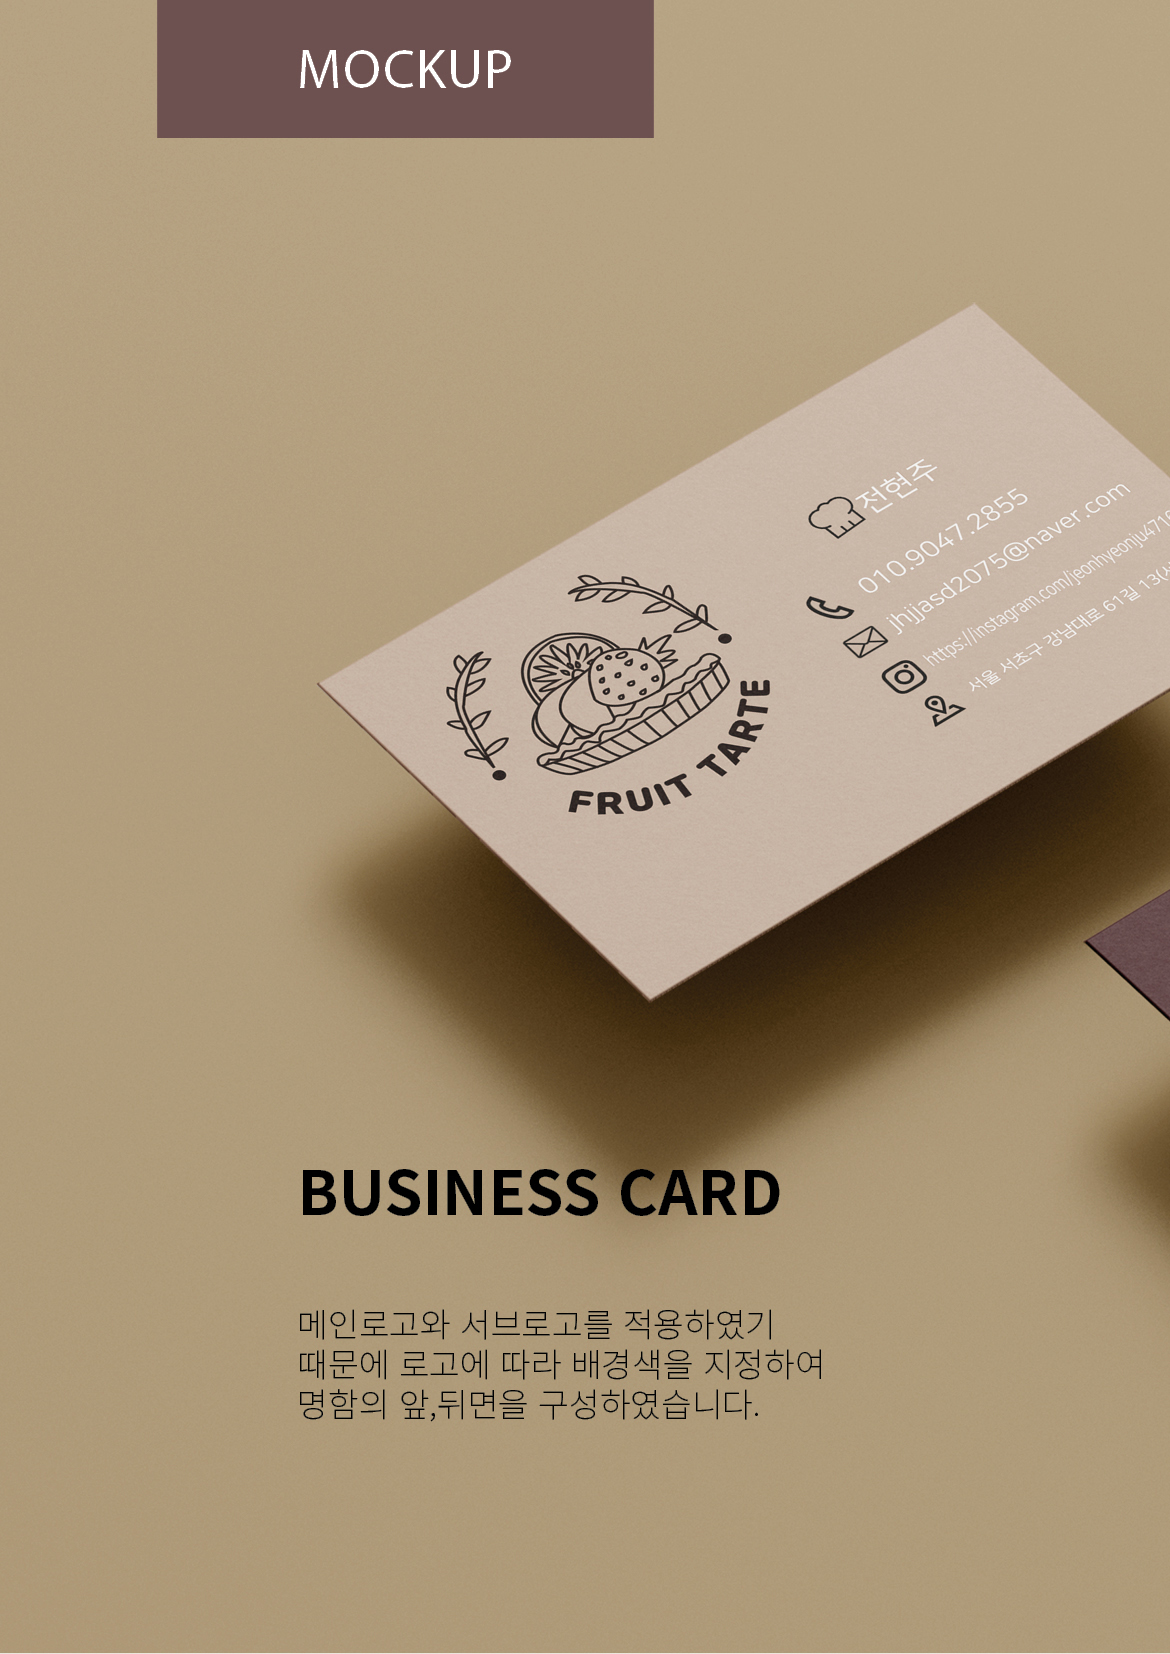 MOCKUP
전현주
010.9047.2855
jhjjasd2075@naver.com
https://instagram.com/jeonhyeonju471
서울 서초구 강남대로 61길 13(
FRUIT TARTE
BUSINESS CARD
메인로고와 서브로고를 적용하였기
때문에 로고에 따라 배경색을 지정하여
명함의 앞,뒤면을 구성하였습니다.